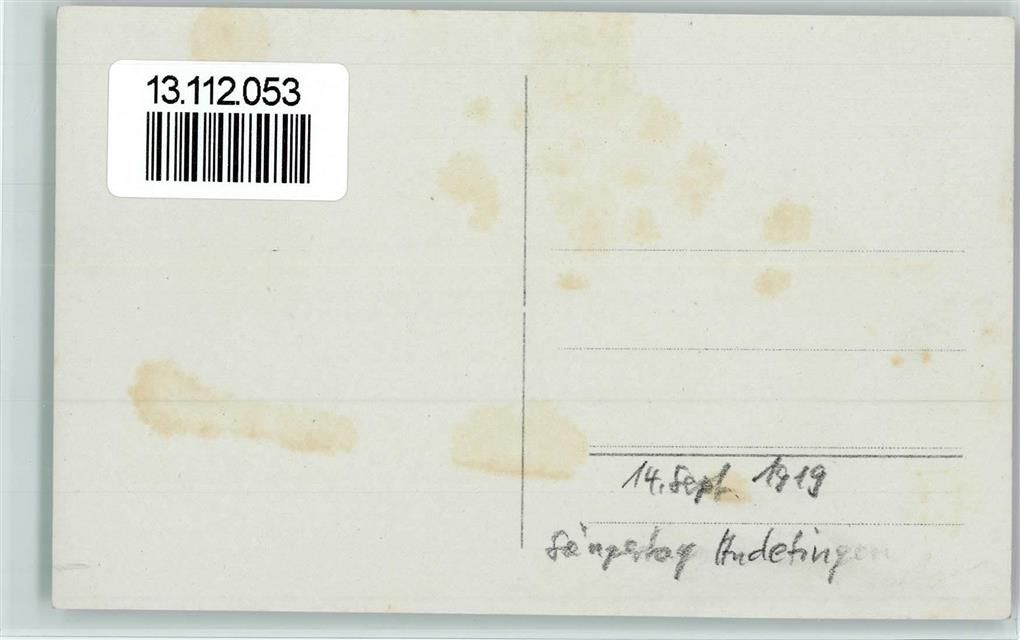 13.112.053
14. Sept. 1919
Sängertag